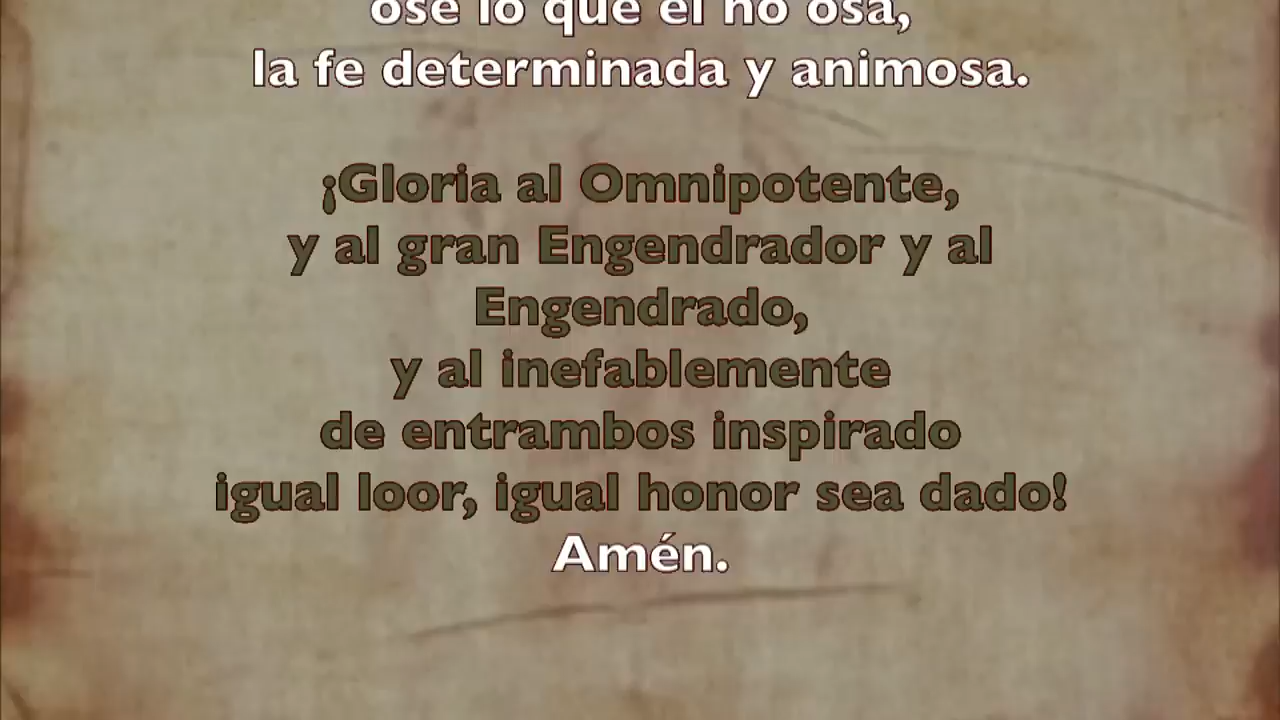 ose lo que él no osa,
la fe determinada y animosa.
¡Gloria al Omnipotente,
y al gran Engendrador y al
Engendrado,
y al inefablemente
de entrambos inspirado
igual loor, igual honor sea dado!
Amén.